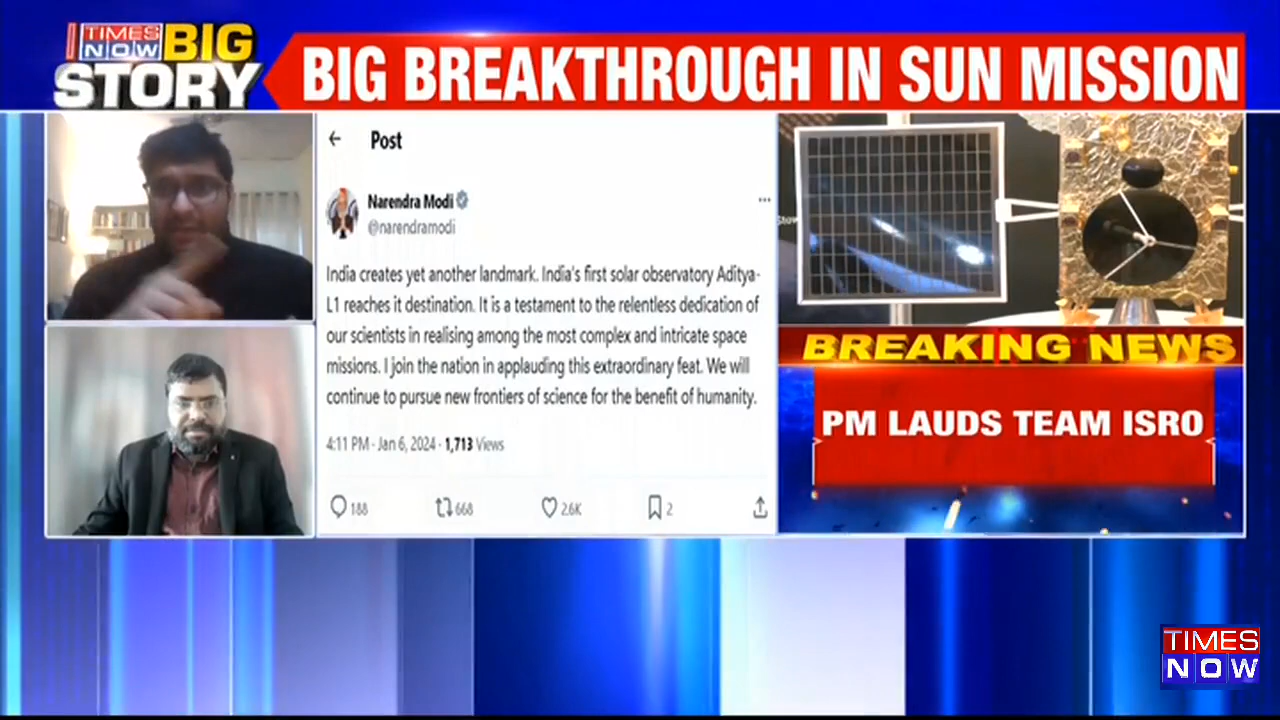 TIMES
NOW
BIG
STORY
BIG BREAKTHROUGH IN SUN MISSION
Post
Narendra Modi
@narendramodi
India creates yet another landmark. India's first solar observatory Aditya-
L1 reaches it destination. It is a testament to the relentless dedication of
our scientists in realising among the most complex and intricate space
missions. I join the nation in applauding this extraordinary feat. We will
continue to pursue new frontiers of science for the benefit of humanity.
4:11 PM · Jan 6, 2024 · 1,713 Views
188 668 2.6K 2
BREAKING NEWS
PM LAUDS TEAM ISRO
TIMES
NOW